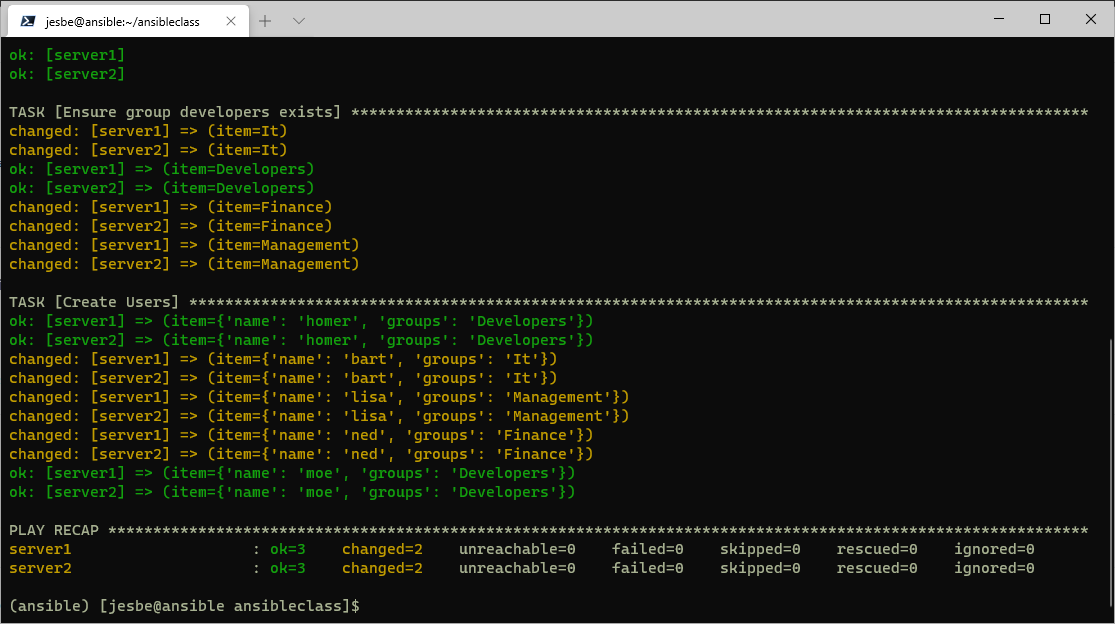 jesbe@ansible:~/ansibleclass
ok: [server1]
ok: [server2]
TASK [Ensure group developers exists] **********************************************************************************
changed: [server1] => (item=It)
changed: [server2] => (item=It)
ok: [server1] => (item=Developers)
ok: [server2] => (item=Developers)
changed: [server1] => (item=Finance)
changed: [server2] => (item=Finance)
changed: [server1] => (item=Management)
changed: [server2] => (item=Management)
TASK [Create Users] ****************************************************************************************************
ok: [server1] => (item={'name': 'homer', 'groups': 'Developers'})
ok: [server2] => (item={'name': 'homer', 'groups': 'Developers'})
changed: [server1] => (item={'name': 'bart', 'groups': 'It'})
changed: [server2] => (item={'name': 'bart', 'groups': 'It'})
changed: [server1] => (item={'name': 'lisa', 'groups': 'Management'})
changed: [server2] => (item={'name': 'lisa', 'groups': 'Management'})
changed: [server1] => (item={'name': 'ned', 'groups': 'Finance'})
changed: [server2] => (item={'name': 'ned', 'groups': 'Finance'})
ok: [server1] => (item={'name': 'moe', 'groups': 'Developers'})
ok: [server2] => (item={'name': 'moe', 'groups': 'Developers'})
PLAY RECAP *************************************************************************************************************
server1                    : ok=3    changed=2    unreachable=0    failed=0    skipped=0    rescued=0    ignored=0
server2                    : ok=3    changed=2    unreachable=0    failed=0    skipped=0    rescued=0    ignored=0
(ansible) [jesbe@ansible ansibleclass]$